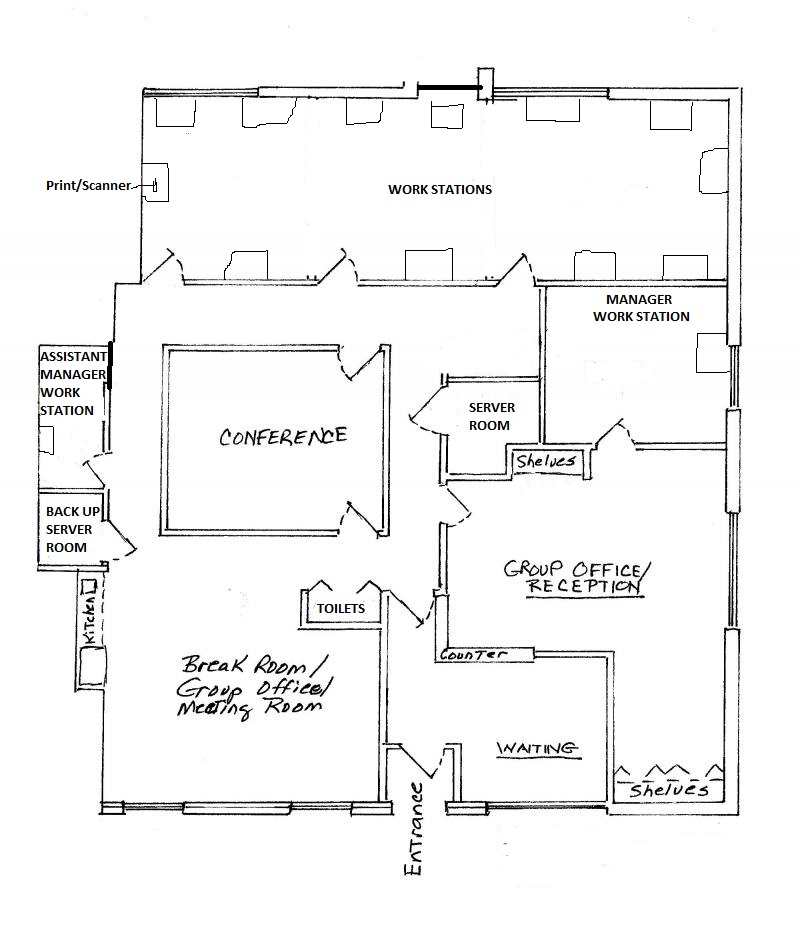 Print/Scanner
WORK STATIONS
MANAGER
WORK STATION
ASSISTANT
MANAGER
WORK
STATION
CONFERENCE
SERVER
ROOM
Shelves
BACK UP
SERVER
ROOM
GROUP OFFICE/
RECEPTION
Kitchen
TOILETS
Counter
Break Room/
Group Office/
Meeting Room
WAITING
Shelves
Entrance